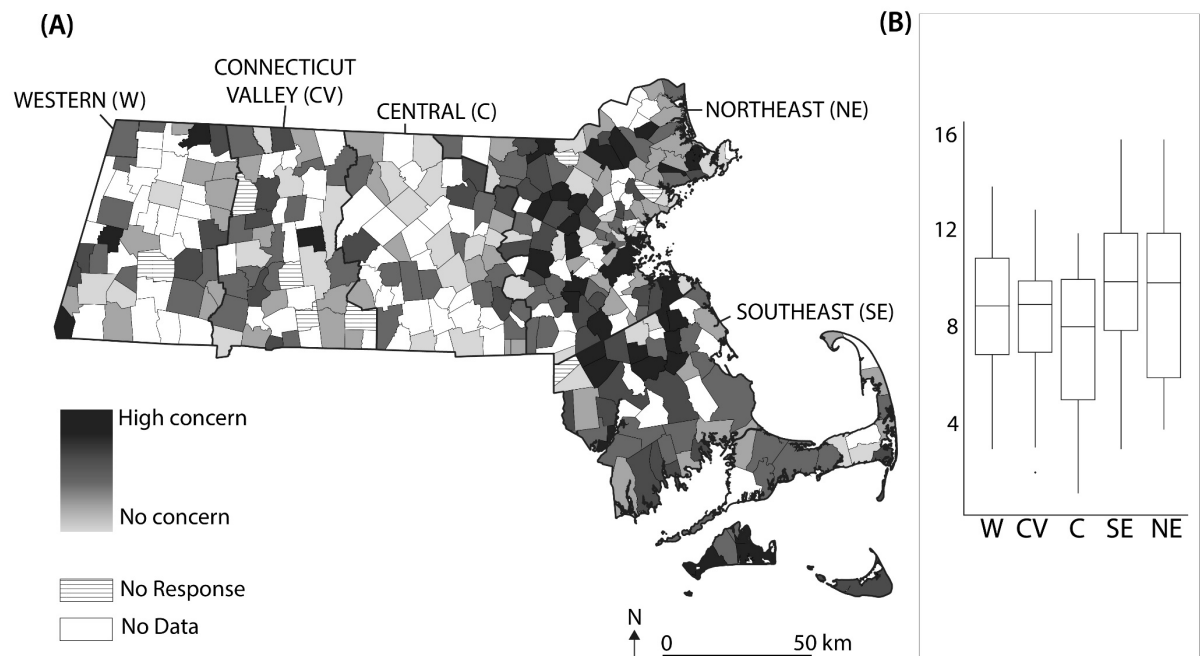 (A)
(B)
CONNECTICUT
VALLEY (CV)
WESTERN (W)
CENTRAL (C)
NORTHEAST (NE)
SOUTHEAST (SE)
High concern
No concern
No Response
No Data
N
0 50 km
16
12
8
4
W CV C SE NE